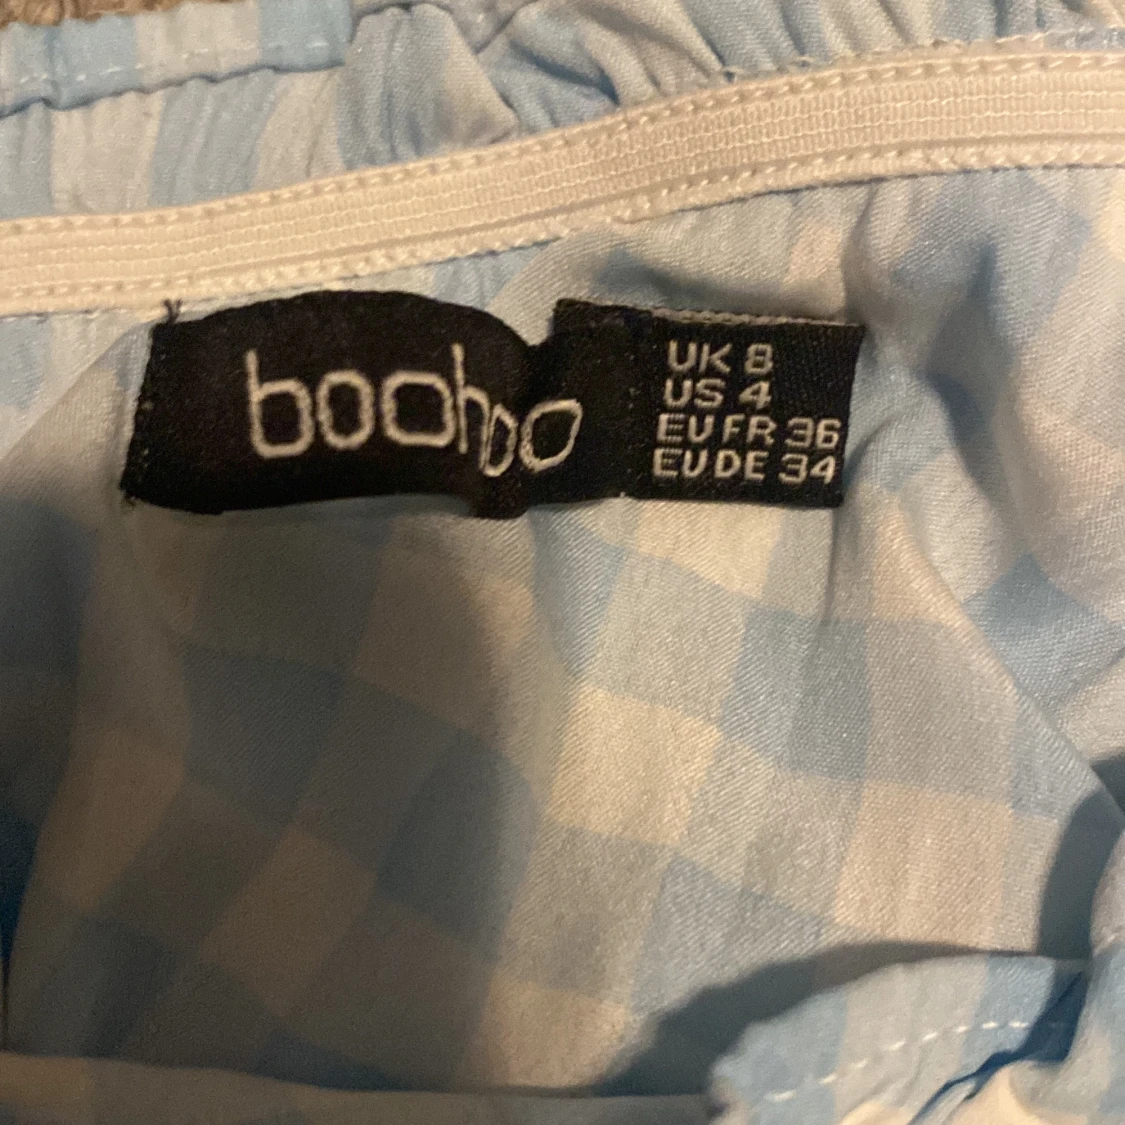 boohoo
UK 8
US 4
EU FR 36
EU DE 34